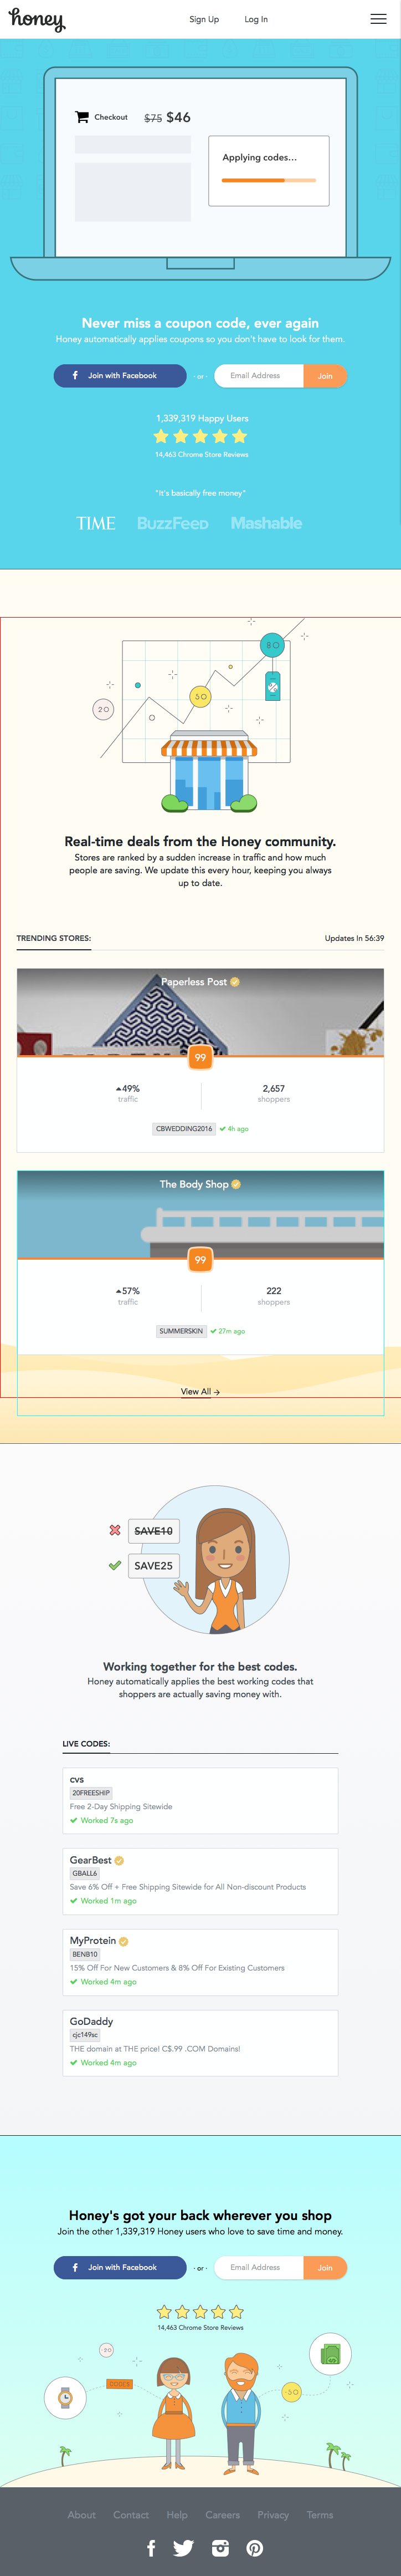 honey
Sign Up Log In
Checkout $75 $46
Applying codes...
Never miss a coupon code, ever again
Honey automatically applies coupons so you don't have to look for them.
Join with Facebook - or - Email Address Join
1,339,319 Happy Users
14,463 Chrome Store Reviews
"It's basically free money"
TIME BuzzFeed Mashable
80
50
20
Real-time deals from the Honey community.
Stores are ranked by a sudden increase in traffic and how much
people are saving. We update this every hour, keeping you always
up to date.
TRENDING STORES: Updates In 56:39
Paperless Post
99
49% 2,657
traffic shoppers
CBWEDDING2016 4h ago
The Body Shop
99
57% 222
traffic shoppers
SUMMERSKIN 27m ago
View All
SAVE10
SAVE25
Working together for the best codes.
Honey automatically applies the best working codes that
shoppers are actually saving money with.
LIVE CODES:
CVS
20FREESHIP
Free 2-Day Shipping Sitewide
Worked 7s ago
GearBest
GBALL6
Save 6% Off + Free Shipping Sitewide for All Non-discount Products
Worked 1m ago
MyProtein
BENB10
15% Off For New Customers & 8% Off For Existing Customers
Worked 4m ago
GoDaddy
cjc149sc
THE domain at THE price! C$.99 .COM Domains!
Worked 4m ago
Honey's got your back wherever you shop
Join the other 1,339,319 Honey users who love to save time and money.
Join with Facebook - or - Email Address Join
14,463 Chrome Store Reviews
About Contact Help Careers Privacy Terms